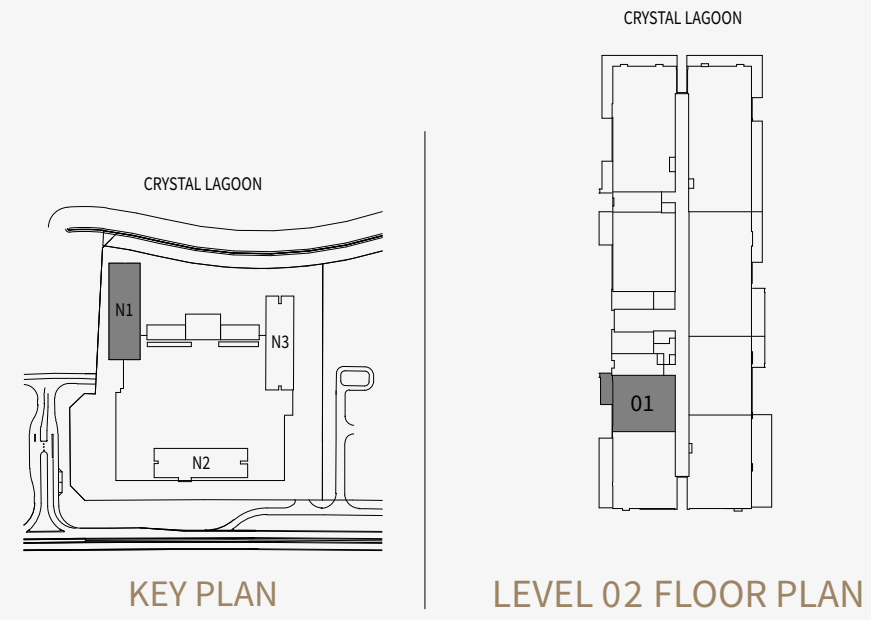 CRYSTAL LAGOON
N1
N3
N2
KEY PLAN
CRYSTAL LAGOON
01
LEVEL 02 FLOOR PLAN